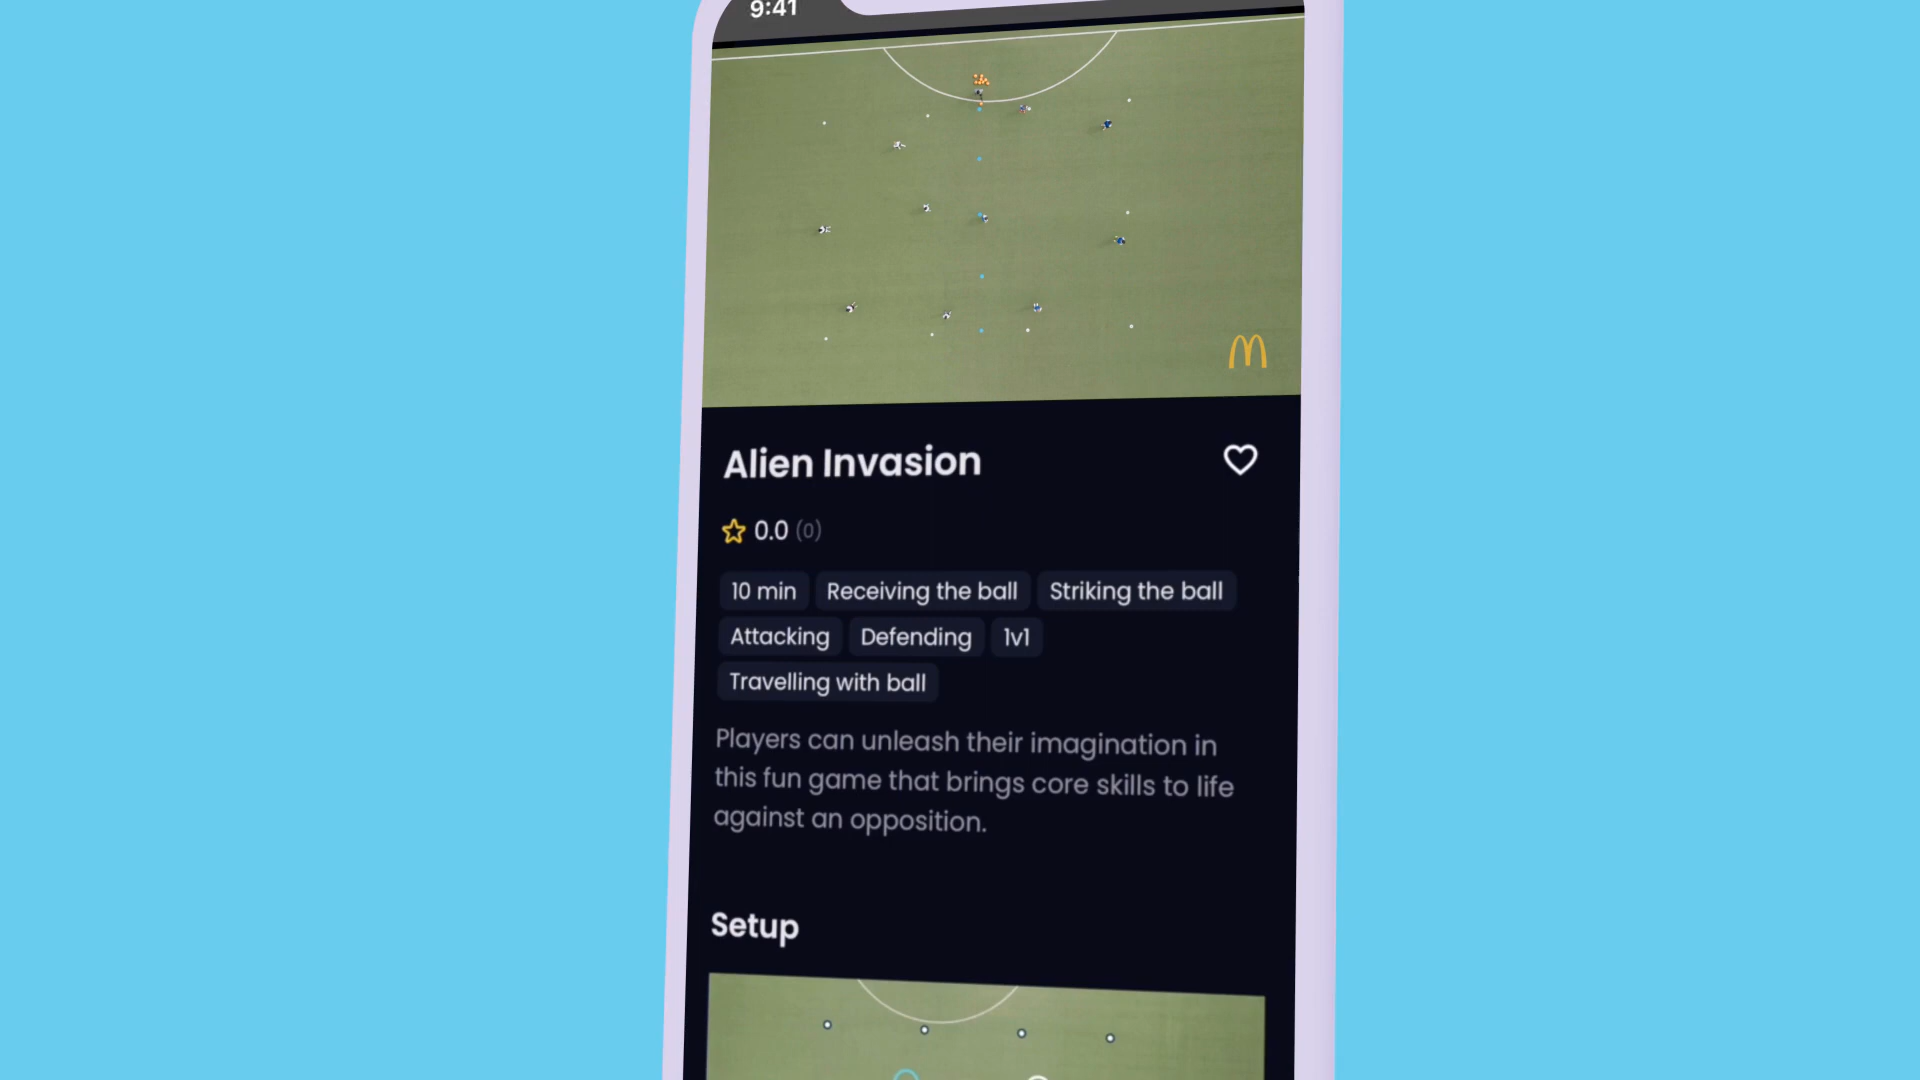 9:41
Alien Invasion
0.0 (0)
10 min Receiving the ball Striking the ball
Attacking Defending 1v1
Travelling with ball
Players can unleash their imagination in
this fun game that brings core skills to life
against an opposition.
Setup